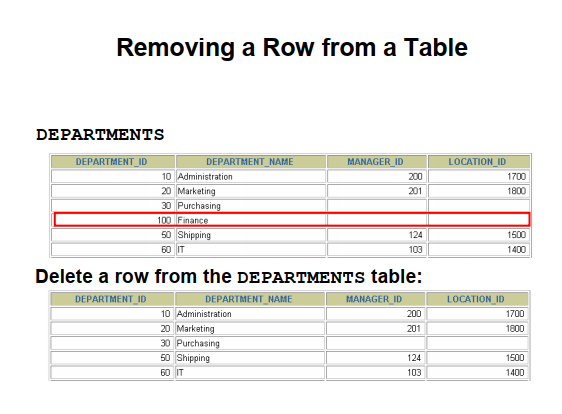 Removing a Row from a Table
DEPARTMENTS
DEPARTMENT_ID DEPARTMENT_NAME MANAGER_ID LOCATION_ID
10 Administration 200 1700
20 Marketing 201 1800
30 Purchasing
100 Finance
50 Shipping 124 1500
60 IT 103 1400
Delete a row from the DEPARTMENTS table:
DEPARTMENT_ID DEPARTMENT_NAME MANAGER_ID LOCATION_ID
10 Administration 200 1700
20 Marketing 201 1800
30 Purchasing
50 Shipping 124 1500
60 IT 103 1400